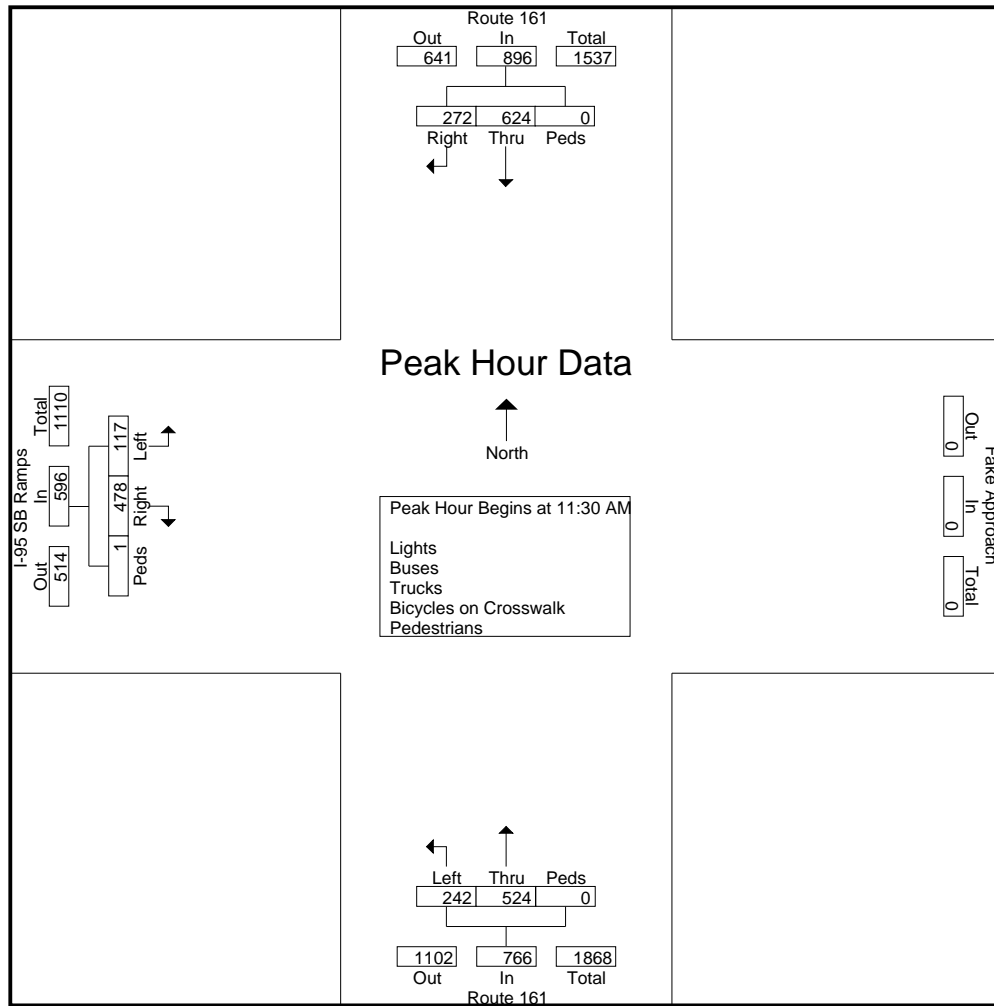 Route 161
Out In Total
641 896 1537
272 624 0
Right Thru Peds
Peak Hour Data
North
Peak Hour Begins at 11:30 AM
Lights
Buses
Trucks
Bicycles on Crosswalk
Pedestrians
I-95 SB Ramps
Out In Total
514 596 1110
1 478 117
Peds Right Left
Fake Approach
Out In Total
0 0 0
Left Thru Peds
242 524 0
1102 766 1868
Out In Total
Route 161